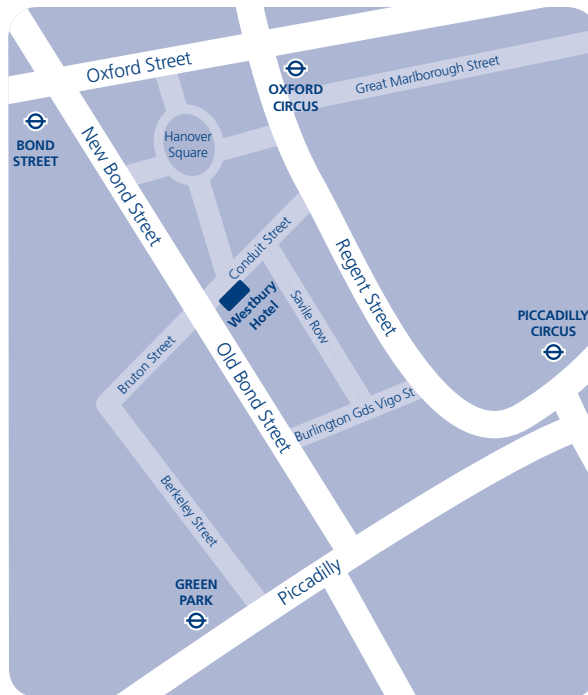 Oxford Street
OXFORD
CIRCUS
Great Marlborough Street
BOND
STREET
Hanover
Square
New Bond Street
Conduit Street
Regent Street
Westbury
Hotel
Savile Row
PICCADILLY
CIRCUS
Bruton Street
Old Bond Street
Burlington Gds Vigo St
Berkeley Street
GREEN
PARK
Piccadilly